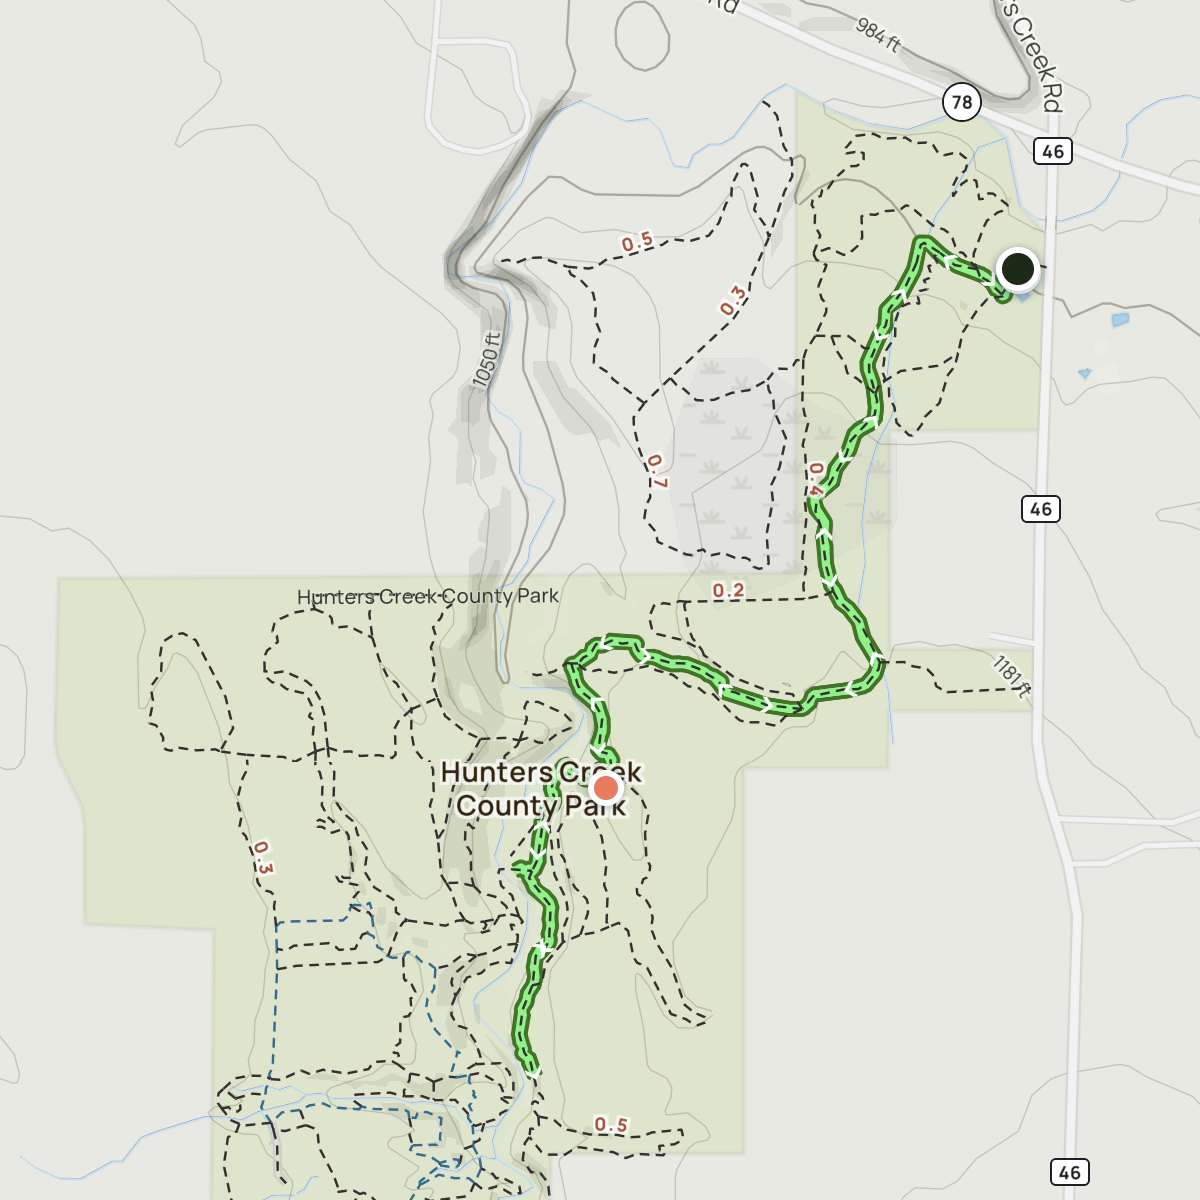 Rd
984 ft
rs Creek Rd
78
46
0.5
0.3
1050 ft
0.7
0.4
46
0.2
Hunters Creek County Park
1181 ft
Hunters Creek
County Park
0.3
0.5
46